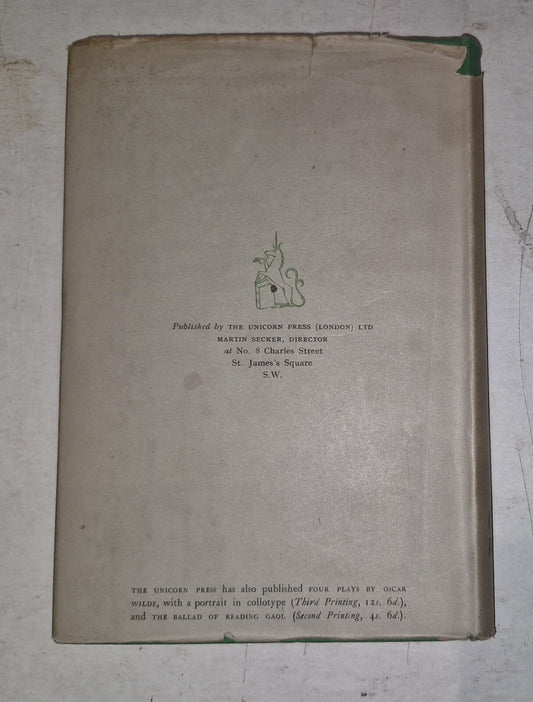 Published by THE UNICORN PRESS (LONDON) LTD
MARTIN SECKER, DIRECTOR
at No. 8 Charles Street
St. James's Square
S.W.
THE UNICORN PRESS has also published FOUR PLAYS BY OSCAR
WILDE, with a portrait in collotype (Third Printing, 12s. 6d.),
and THE BALLAD OF READING GAOL (Second Printing, 4s. 6d.).